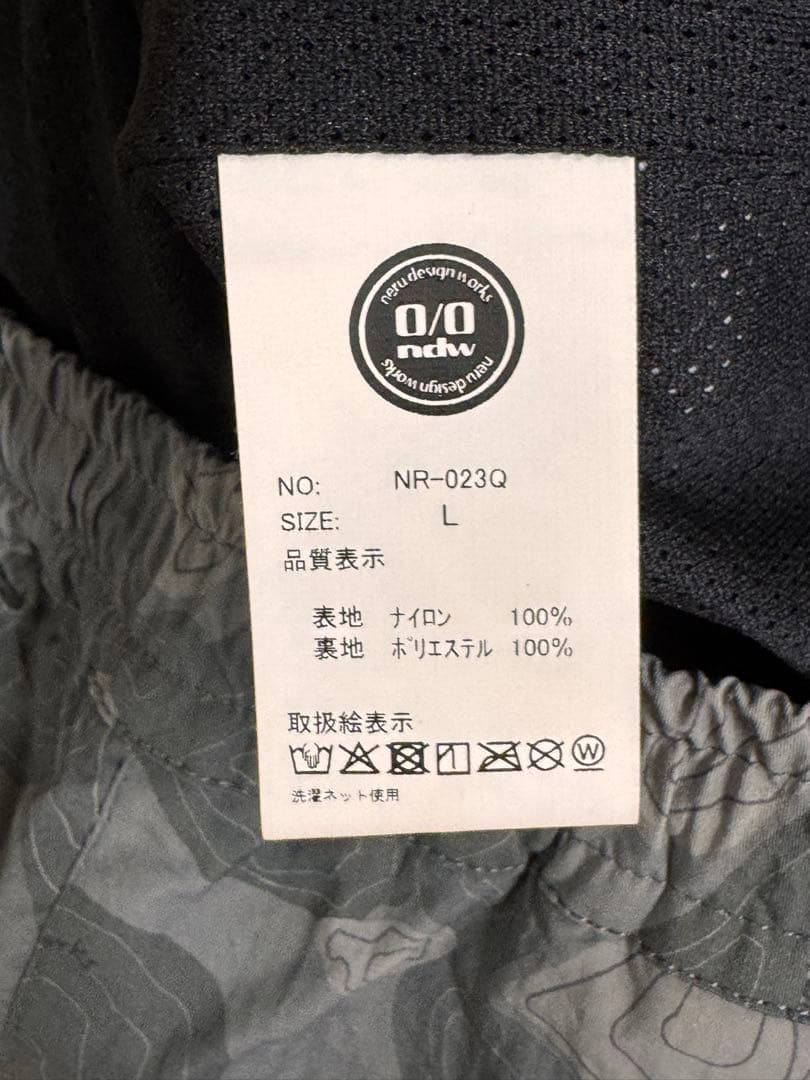 neru design works
0/0
ndw
neru design works
NO: NR-023Q
SIZE: L
品質表示
表地 ナイロン 100%
裏地 ポリエステル 100%
取扱絵表示
W
洗濯ネット使用